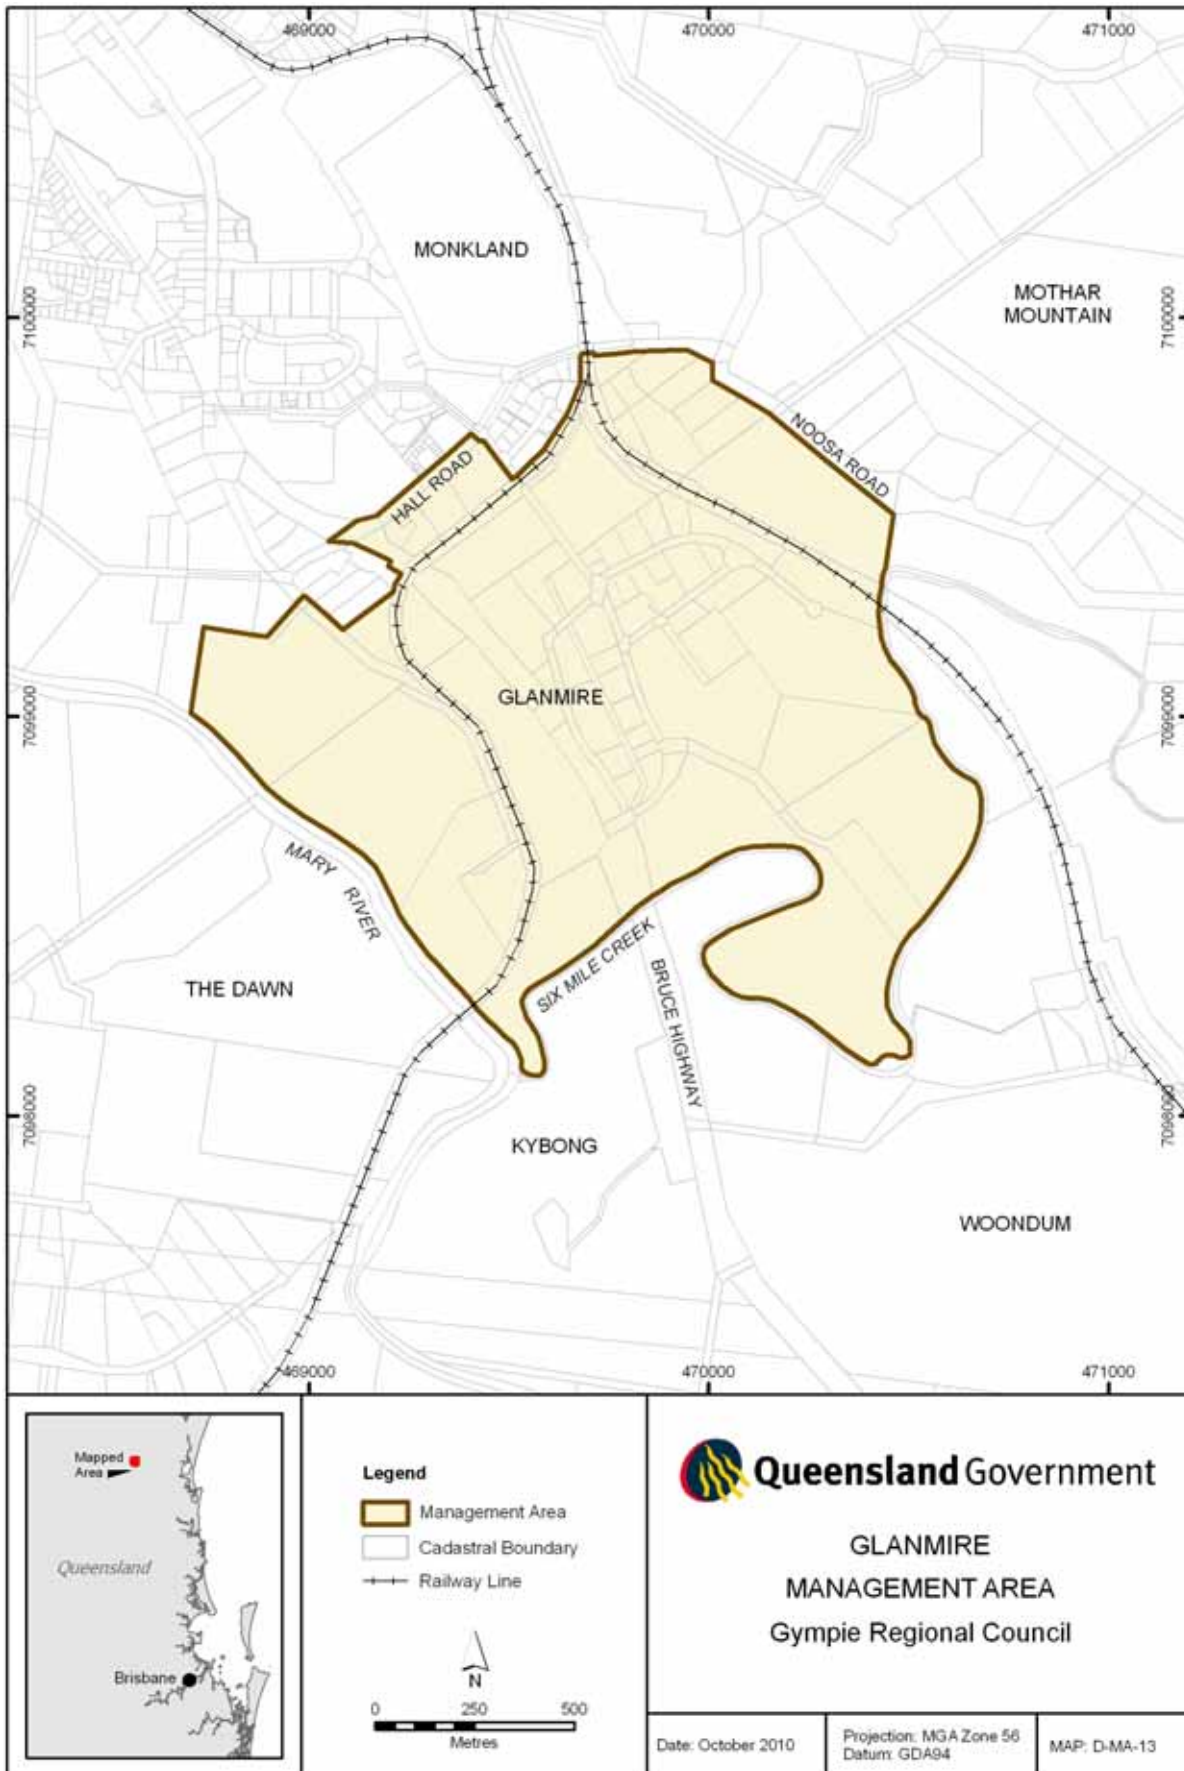 469000
470000
471000
MONKLAND
MOTHAR
MOUNTAIN
7100000
7100000
NOOSA ROAD
HALL ROAD
GLANMIRE
7099000
7099000
MARY RIVER
SIX MILE CREEK
THE DAWN
BRUCE HIGHWAY
7098000
7098000
KYBONG
WOONDUM
469000
470000
471000
Mapped
Area
Queensland
Brisbane
Legend
Management Area
Cadastral Boundary
Railway Line
N
0 250 500
Metres
Queensland Government
GLANMIRE
MANAGEMENT AREA
Gympie Regional Council
Date: October 2010
Projection: MGA Zone 56
Datum: GDA94
MAP: D-MA-13